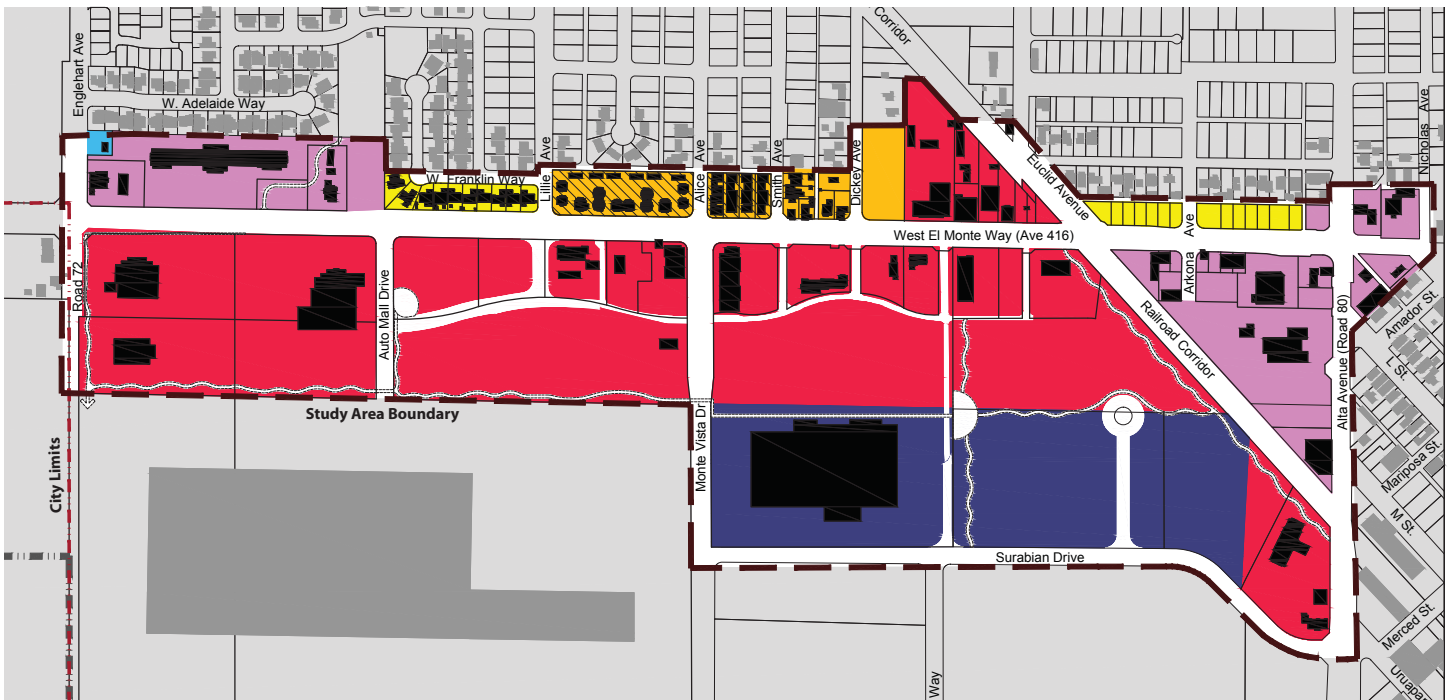 Corridor
Englehart Ave
W. Adelaide Way
Nicholas Ave
Lillie Ave
Alice Ave
Smith Ave
Dickey Ave
W. Franklin Way
Euclid Avenue
Arkona Ave
West El Monte Way (Ave 416)
Road 72
Auto Mall Drive
Railroad Corridor
Alta Avenue (Road 80)
Amador St.
L St.
Study Area Boundary
Monte Vista Dr
City Limits
Mariposa St.
M St.
Surabian Drive
Merced St.
Uruapan
Way